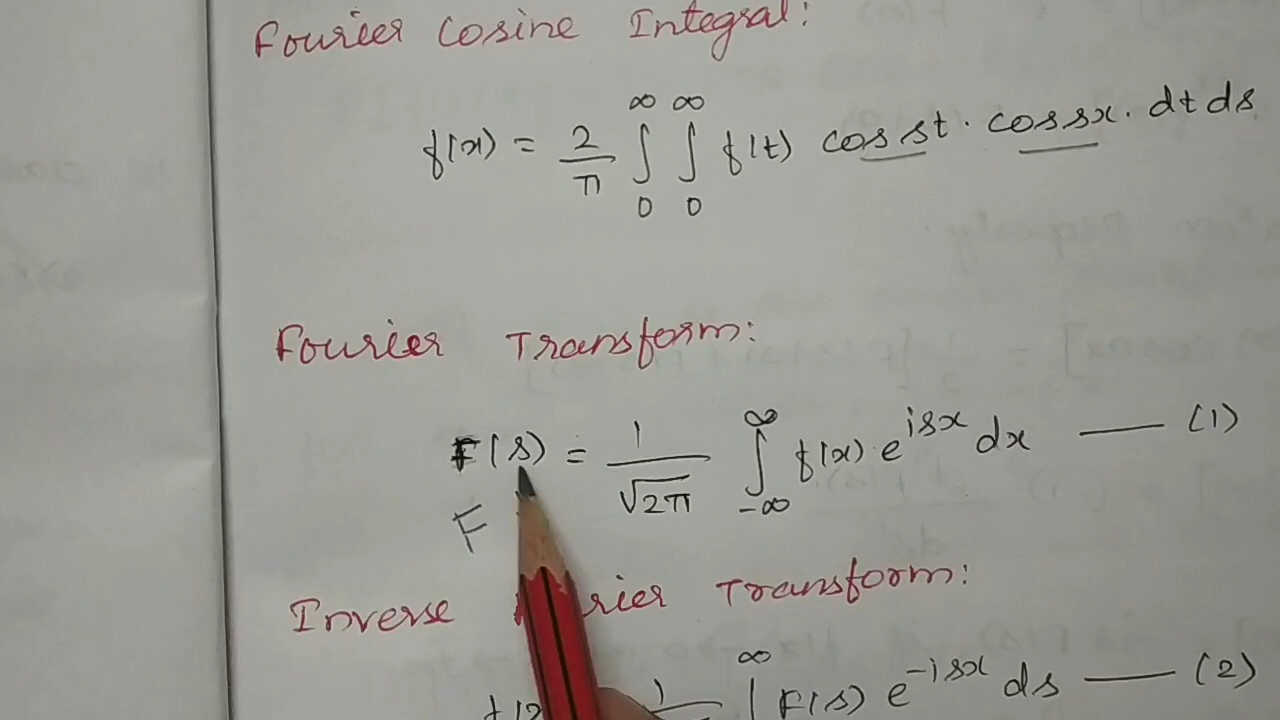 Fourier Cosine Integral:
f(x) = 2/π ∫₀^∞ ∫₀^∞ f(t) cos st · cos sx · dt ds
Fourier Transform:
F(s) = 1/√2π ∫_-∞^∞ f(x) · e^isx dx —— (1)
F
Inverse Fourier Transform:
∞ F(s) e^-isx ds —— (2)